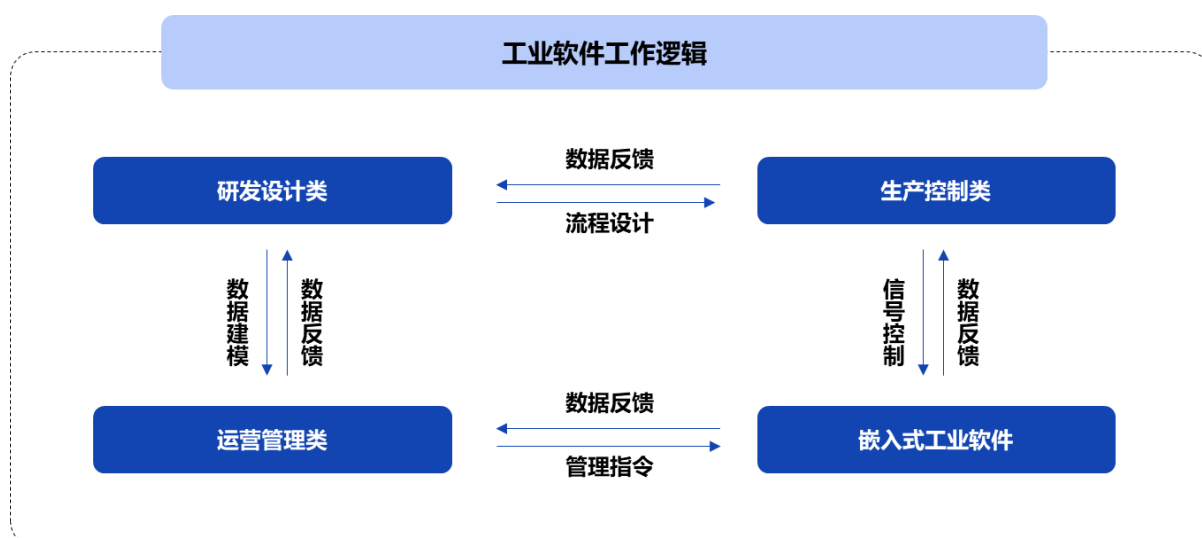 工业软件工作逻辑
数据反馈
研发设计类
生产控制类
流程设计
数据建模
数据反馈
信号控制
数据反馈
数据反馈
运营管理类
嵌入式工业软件
管理指令